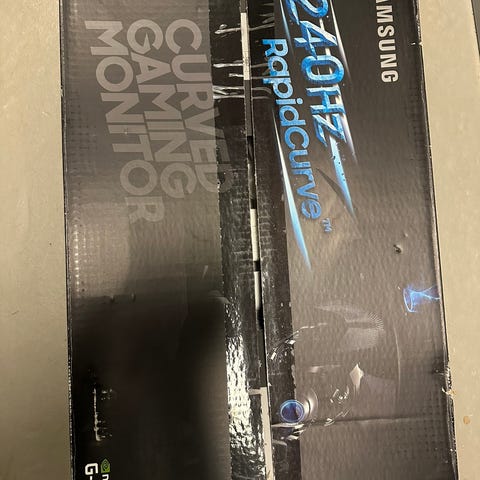 SAMSUNG
240HZ
RapidCurve™
CURVED
GAMING
MONITOR
G-